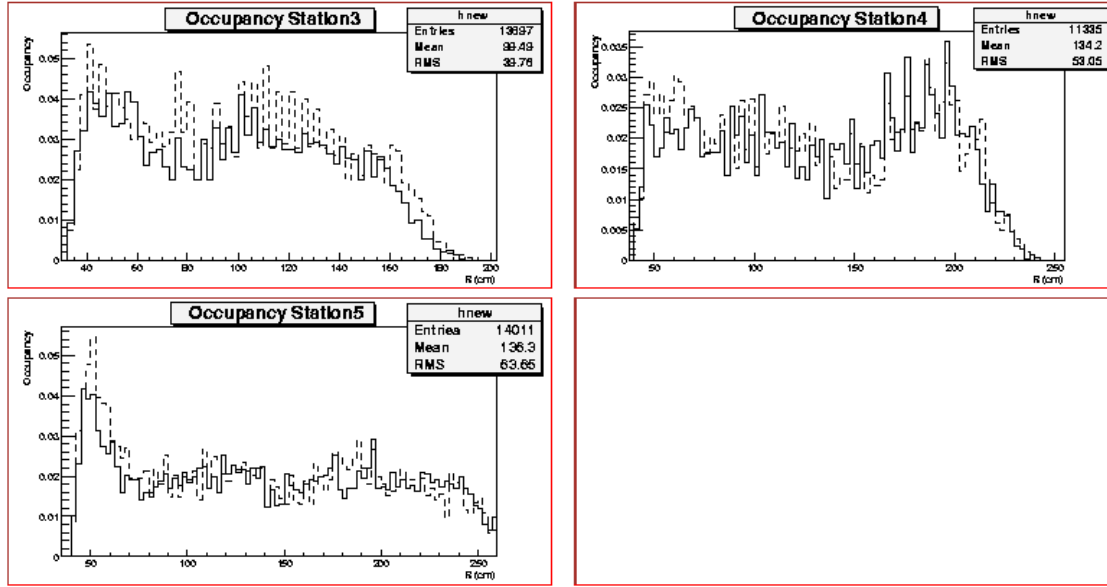 Occupancy Station3
hnew
Entries 13697
Mean 99.49
RMS 39.76
Occupancy
0.05
0.04
0.03
0.02
0.01
0
40 60 80 100 120 140 160 180 200
R (cm)
Occupancy Station4
hnew
Entries 11335
Mean 134.2
RMS 53.05
Occupancy
0.035
0.03
0.025
0.02
0.015
0.01
0.005
0
50 100 150 200 250
R (cm)
Occupancy Station5
hnew
Entries 14011
Mean 136.3
RMS 63.65
Occupancy
0.05
0.04
0.03
0.02
0.01
0
50 100 150 200 250
R (cm)